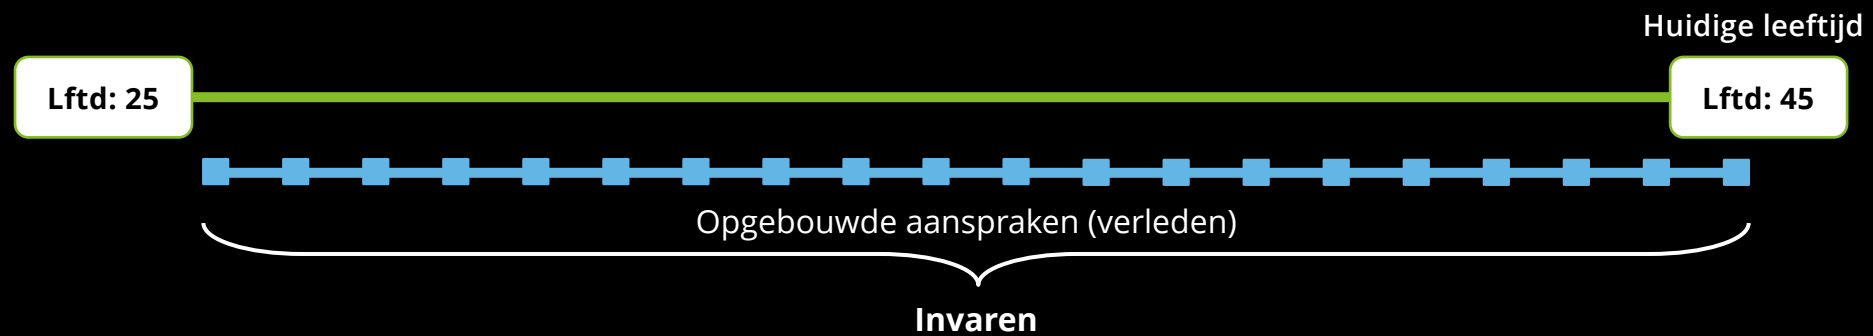 Huidige leeftijd
Lftd: 25
Lftd: 45
Opgebouwde aanspraken (verleden)
Invaren